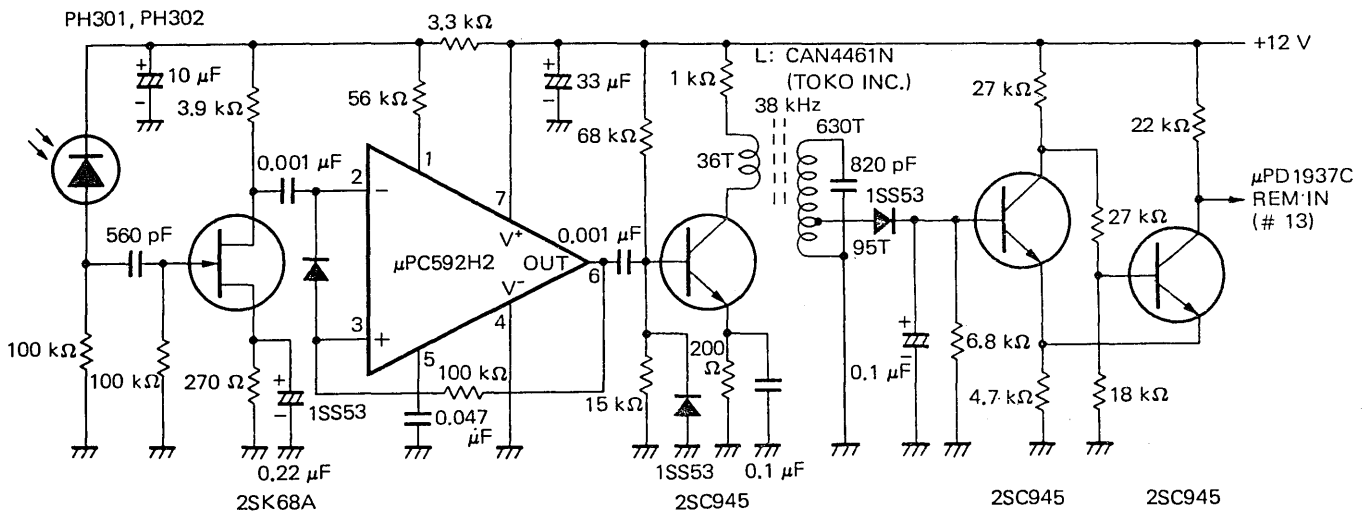 PH301, PH302
3.3 kΩ
+12 V
10 μF
3.9 kΩ
56 kΩ
33 μF
68 kΩ
1 kΩ
L: CAN4461N
(TOKO INC.)
38 kHz
630T
36T
820 pF
1SS53
95T
27 kΩ
22 kΩ
μPD1937C
REM·IN
(# 13)
27 kΩ
0.001 μF
560 pF
1
2
−
7
V+
μPC592H2
OUT
6
V−
4
3
+
5
0.001 μF
100 kΩ
100 kΩ
270 Ω
1SS53
100 kΩ
0.047
μF
15 kΩ
200
Ω
0.1 μF
6.8 kΩ
4.7 kΩ
18 kΩ
0.22 μF
1SS53
0.1 μF
2SK68A
2SC945
2SC945
2SC945